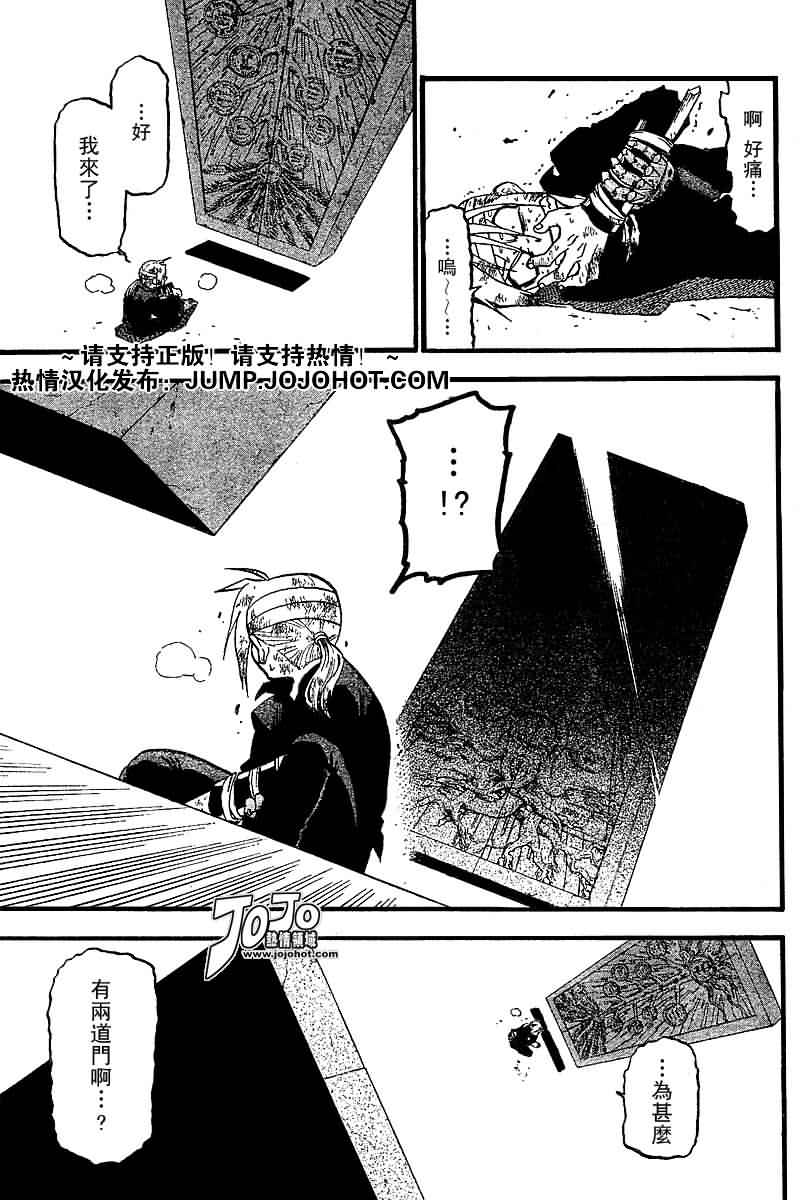 啊 好痛…
…嗚~~…
…好
我來了…
~请支持正版! 请支持热情! ~
热情汉化发布. JUMP.JOJOHOT.COM
…!?
JOJO
熱情領域
www.jojohot.com
…為甚麼
有兩道門啊…?